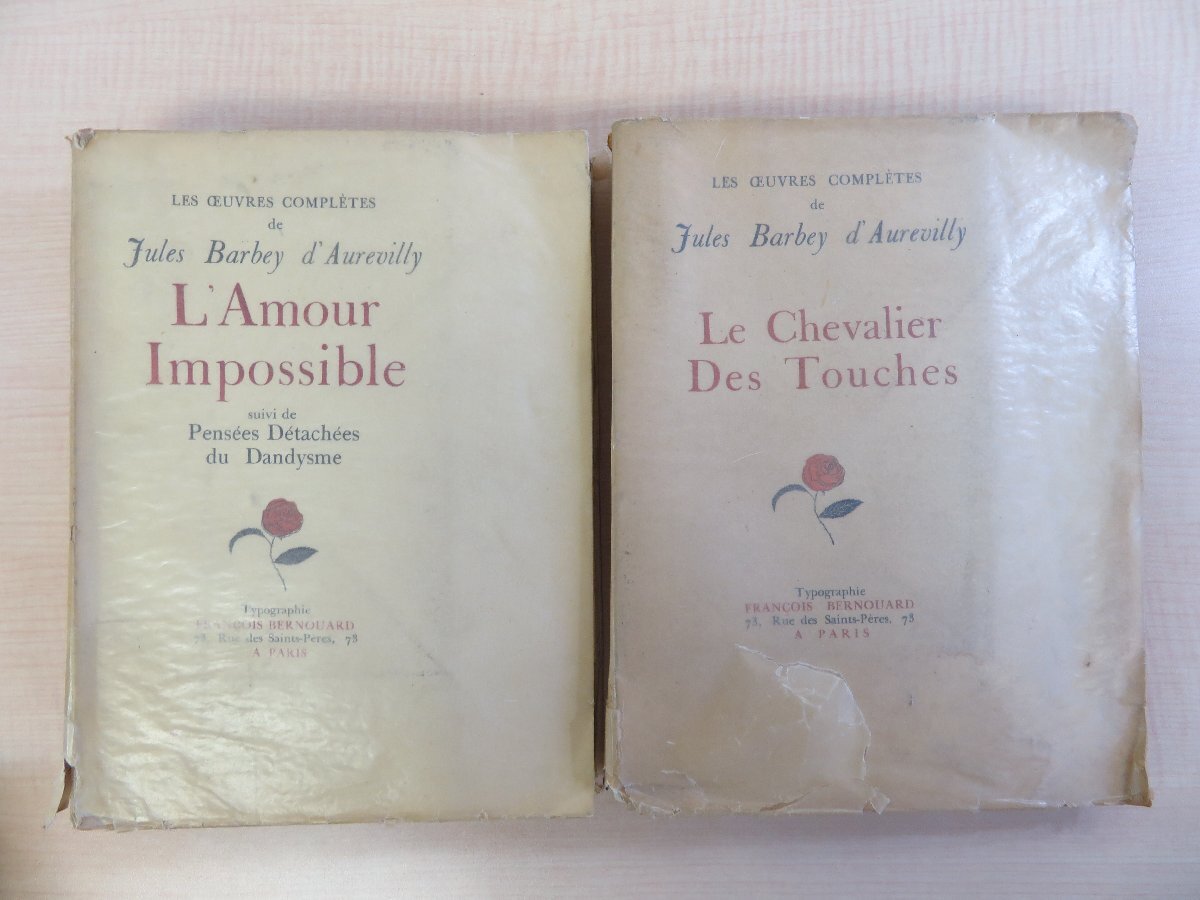 LES ŒUVRES COMPLÈTES
de
Jules Barbey d'Aurevilly
L'Amour
Impossible
suivi de
Pensées Détachées
du Dandysme
Typographie
FRANÇOIS BERNOUARD
73, Rue des Saints-Pères, 73
A PARIS
LES ŒUVRES COMPLÈTES
de
Jules Barbey d'Aurevilly
Le Chevalier
Des Touches
Typographie
FRANÇOIS BERNOUARD
73, Rue des Saints-Pères, 73
A PARIS